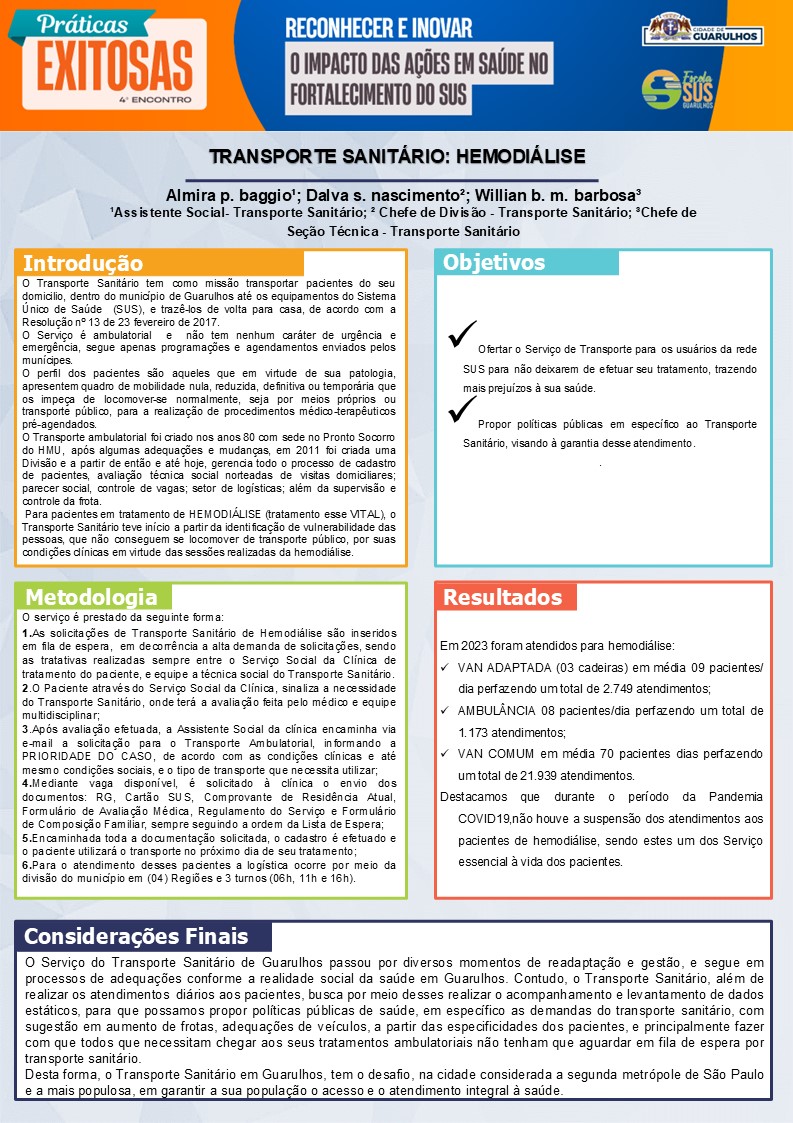 Práticas
EXITOSAS
4º ENCONTRO
RECONHECER E INOVAR
O IMPACTO DAS AÇÕES EM SAÚDE NO
FORTALECIMENTO DO SUS
CIDADE DE
GUARULHOS
Escola
SUS
GUARULHOS
TRANSPORTE SANITÁRIO: HEMODIÁLISE
Almira p. baggio¹; Dalva s. nascimento²; Willian b. m. barbosa³
¹Assistente Social- Transporte Sanitário; ² Chefe de Divisão - Transporte Sanitário; ³Chefe de
Seção Técnica - Transporte Sanitário
Introdução
O Transporte Sanitário tem como missão transportar pacientes do seu
domicilio, dentro do município de Guarulhos até os equipamentos do Sistema
Único de Saúde (SUS), e trazê-los de volta para casa, de acordo com a
Resolução nº 13 de 23 fevereiro de 2017.
O Serviço é ambulatorial e não tem nenhum caráter de urgência e
emergência, segue apenas programações e agendamentos enviados pelos
munícipes.
O perfil dos pacientes são aqueles que em virtude de sua patologia,
apresentem quadro de mobilidade nula, reduzida, definitiva ou temporária que
os impeça de locomover-se normalmente, seja por meios próprios ou
transporte público, para a realização de procedimentos médico-terapêuticos
pré-agendados.
O Transporte ambulatorial foi criado nos anos 80 com sede no Pronto Socorro
do HMU, após algumas adequações e mudanças, em 2011 foi criada uma
Divisão e a partir de então e até hoje, gerencia todo o processo de cadastro
de pacientes, avaliação técnica social norteadas de visitas domiciliares;
parecer social, controle de vagas; setor de logísticas; além da supervisão e
controle da frota.
Para pacientes em tratamento de HEMODIÁLISE (tratamento esse VITAL), o
Transporte Sanitário teve início a partir da identificação de vulnerabilidade das
pessoas, que não conseguem se locomover de transporte público, por suas
condições clínicas em virtude das sessões realizadas da hemodiálise.
Objetivos
✓ Ofertar o Serviço de Transporte para os usuários da rede
SUS para não deixarem de efetuar seu tratamento, trazendo
mais prejuízos à sua saúde.
✓ Propor políticas públicas em específico ao Transporte
Sanitário, visando à garantia desse atendimento.
.
Metodologia
O serviço é prestado da seguinte forma:
1.As solicitações de Transporte Sanitário de Hemodiálise são inseridos
em fila de espera, em decorrência a alta demanda de solicitações, sendo
as tratativas realizadas sempre entre o Serviço Social da Clínica de
tratamento do paciente, e equipe a técnica social do Transporte Sanitário.
2.O Paciente através do Serviço Social da Clínica, sinaliza a necessidade
do Transporte Sanitário, onde terá a avaliação feita pelo médico e equipe
multidisciplinar;
3.Após avaliação efetuada, a Assistente Social da clínica encaminha via
e-mail a solicitação para o Transporte Ambulatorial, informando a
PRIORIDADE DO CASO, de acordo com as condições clínicas e até
mesmo condições sociais, e o tipo de transporte que necessita utilizar;
4.Mediante vaga disponível, é solicitado à clínica o envio dos
documentos: RG, Cartão SUS, Comprovante de Residência Atual,
Formulário de Avaliação Médica, Regulamento do Serviço e Formulário
de Composição Familiar, sempre seguindo a ordem da Lista de Espera;
5.Encaminhada toda a documentação solicitada, o cadastro é efetuado e
o paciente utilizará o transporte no próximo dia de seu tratamento;
6.Para o atendimento desses pacientes a logística ocorre por meio da
divisão do município em (04) Regiões e 3 turnos (06h, 11h e 16h).
Resultados
Em 2023 foram atendidos para hemodiálise:
✓ VAN ADAPTADA (03 cadeiras) em média 09 pacientes/
dia perfazendo um total de 2.749 atendimentos;
✓ AMBULÂNCIA 08 pacientes/dia perfazendo um total de
1.173 atendimentos;
✓ VAN COMUM em média 70 pacientes dias perfazendo
um total de 21.939 atendimentos.
Destacamos que durante o período da Pandemia
COVID19,não houve a suspensão dos atendimentos aos
pacientes de hemodiálise, sendo estes um dos Serviço
essencial à vida dos pacientes.
Considerações Finais
O Serviço do Transporte Sanitário de Guarulhos passou por diversos momentos de readaptação e gestão, e segue em
processos de adequações conforme a realidade social da saúde em Guarulhos. Contudo, o Transporte Sanitário, além de
realizar os atendimentos diários aos pacientes, busca por meio desses realizar o acompanhamento e levantamento de dados
estáticos, para que possamos propor políticas públicas de saúde, em específico as demandas do transporte sanitário, com
sugestão em aumento de frotas, adequações de veículos, a partir das especificidades dos pacientes, e principalmente fazer
com que todos que necessitam chegar aos seus tratamentos ambulatoriais não tenham que aguardar em fila de espera por
transporte sanitário.
Desta forma, o Transporte Sanitário em Guarulhos, tem o desafio, na cidade considerada a segunda metrópole de São Paulo
e a mais populosa, em garantir a sua população o acesso e o atendimento integral à saúde.